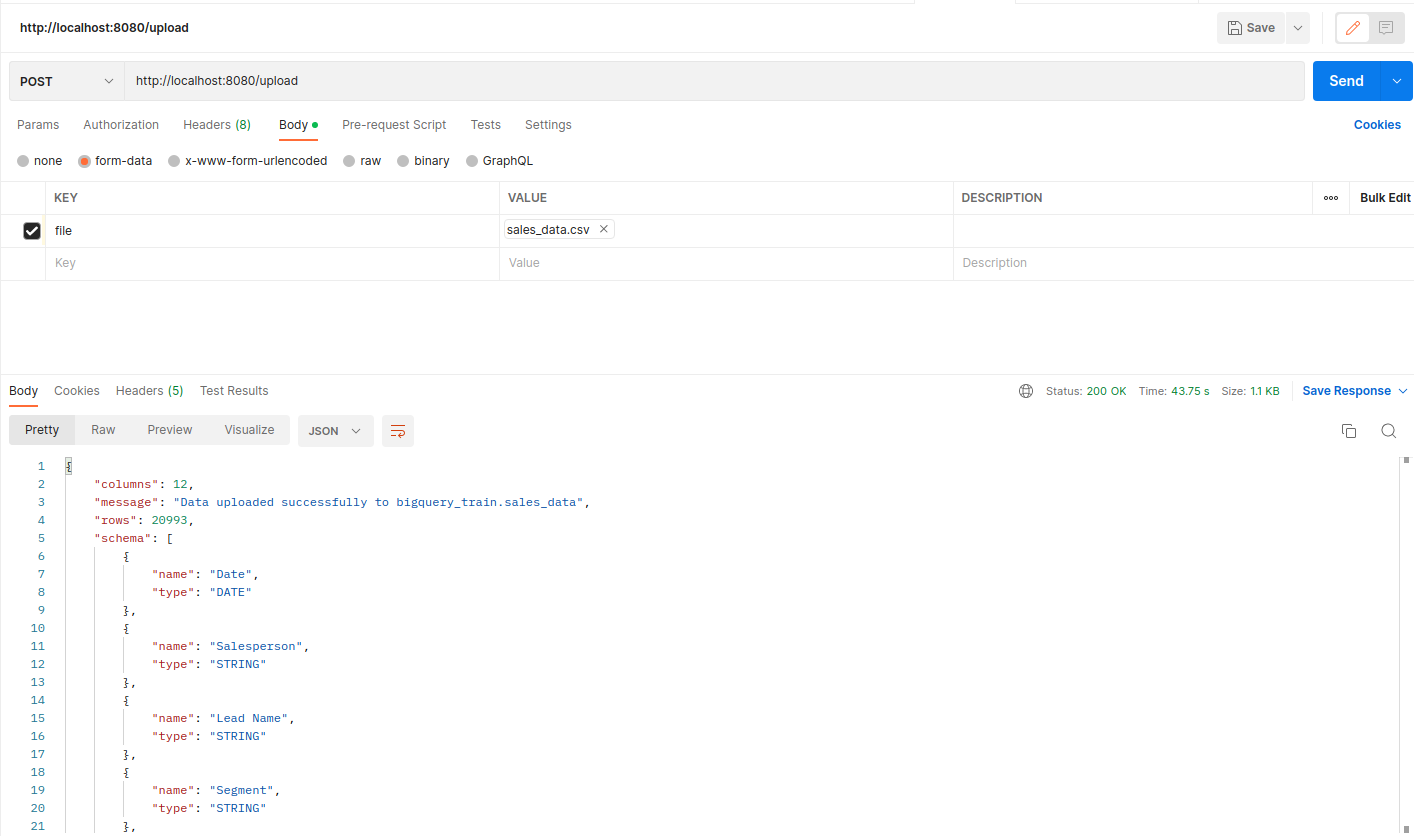 http://localhost:8080/upload Save
POST http://localhost:8080/upload Send
Params Authorization Headers (8) Body Pre-request Script Tests Settings Cookies
none form-data x-www-form-urlencoded raw binary GraphQL
KEY VALUE DESCRIPTION ooo Bulk Edit
file sales_data.csv
Key Value Description
Body Cookies Headers (5) Test Results Status: 200 OK Time: 43.75 s Size: 1.1 KB Save Response
Pretty Raw Preview Visualize JSON
1 {
2 "columns": 12,
3 "message": "Data uploaded successfully to bigquery_train.sales_data",
4 "rows": 20993,
5 "schema": [
6 {
7 "name": "Date",
8 "type": "DATE"
9 },
10 {
11 "name": "Salesperson",
12 "type": "STRING"
13 },
14 {
15 "name": "Lead Name",
16 "type": "STRING"
17 },
18 {
19 "name": "Segment",
20 "type": "STRING"
21 },